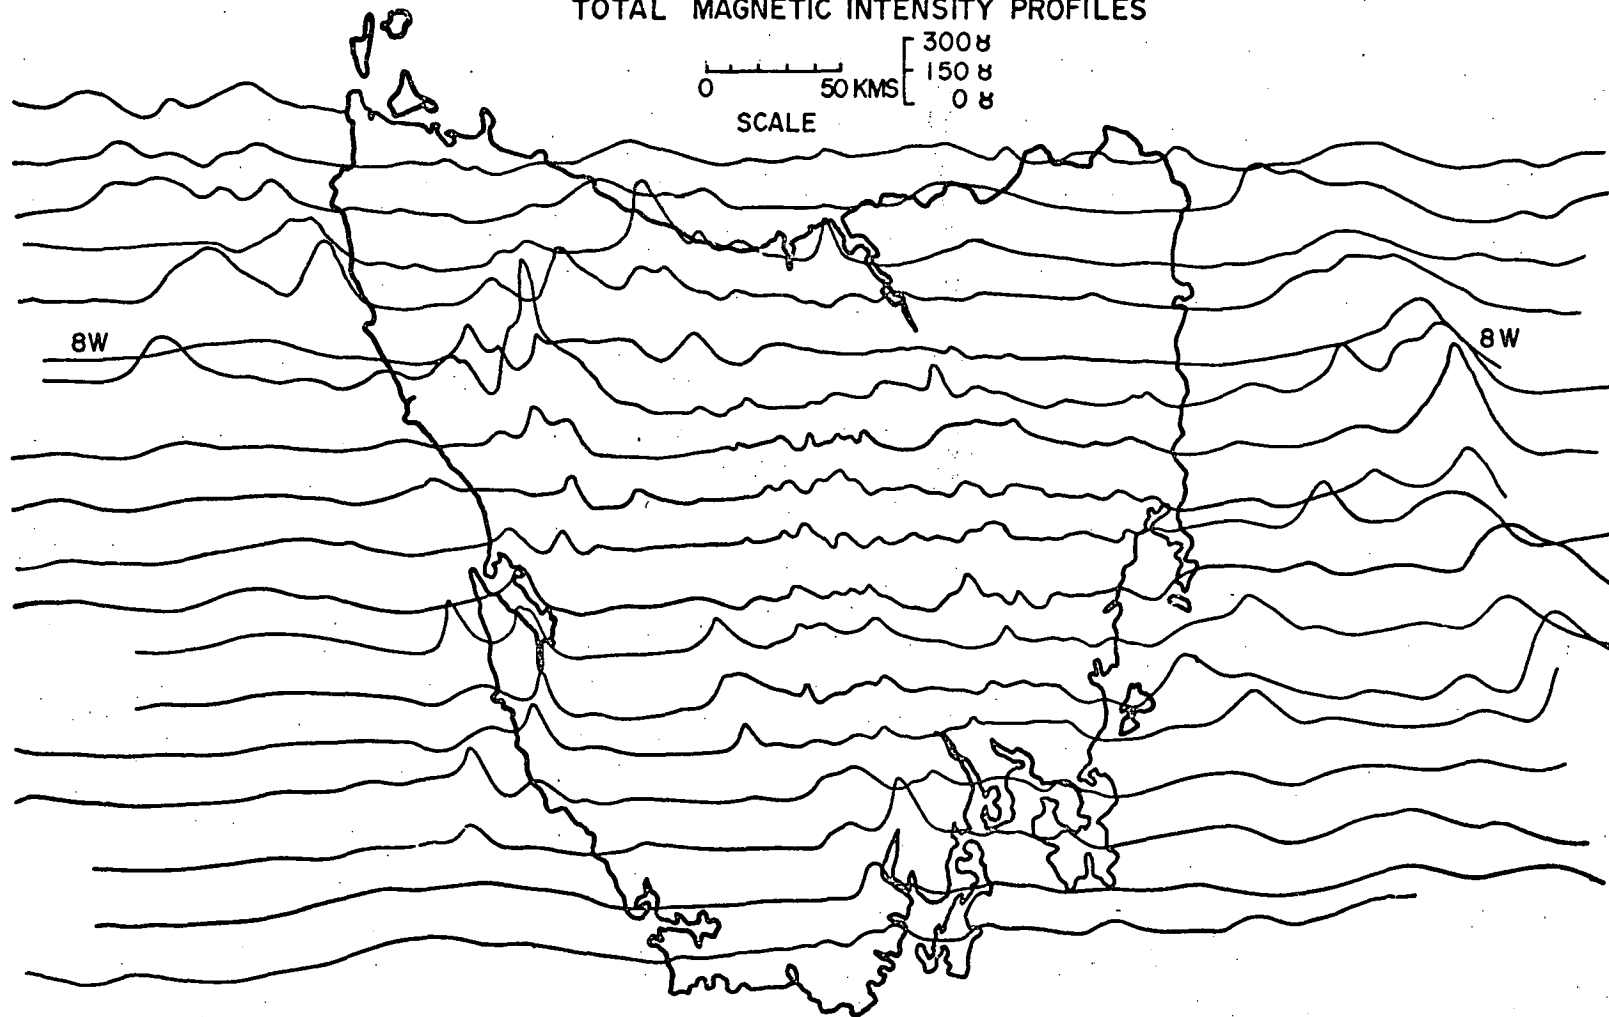 TOTAL MAGNETIC INTENSITY PROFILES
300 ɣ
150 ɣ
0 50 KMS 0 ɣ
SCALE
8W 8W